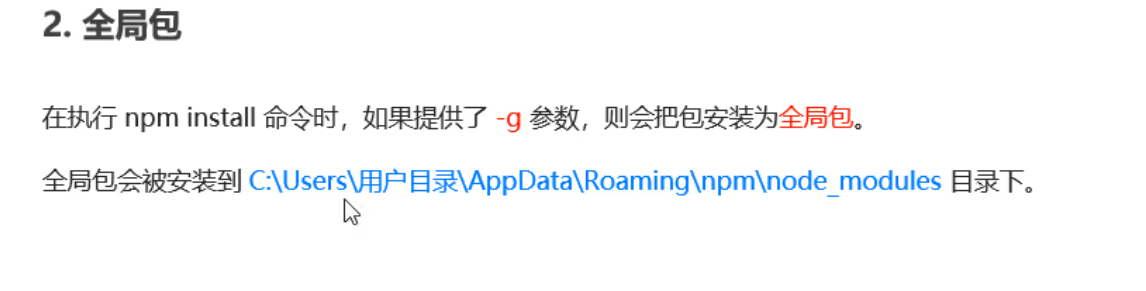 2. 全局包
在执行 npm install 命令时，如果提供了 -g 参数，则会把包安装为全局包。
全局包会被安装到 C:\Users\用户目录\AppData\Roaming\npm\node_modules 目录下。